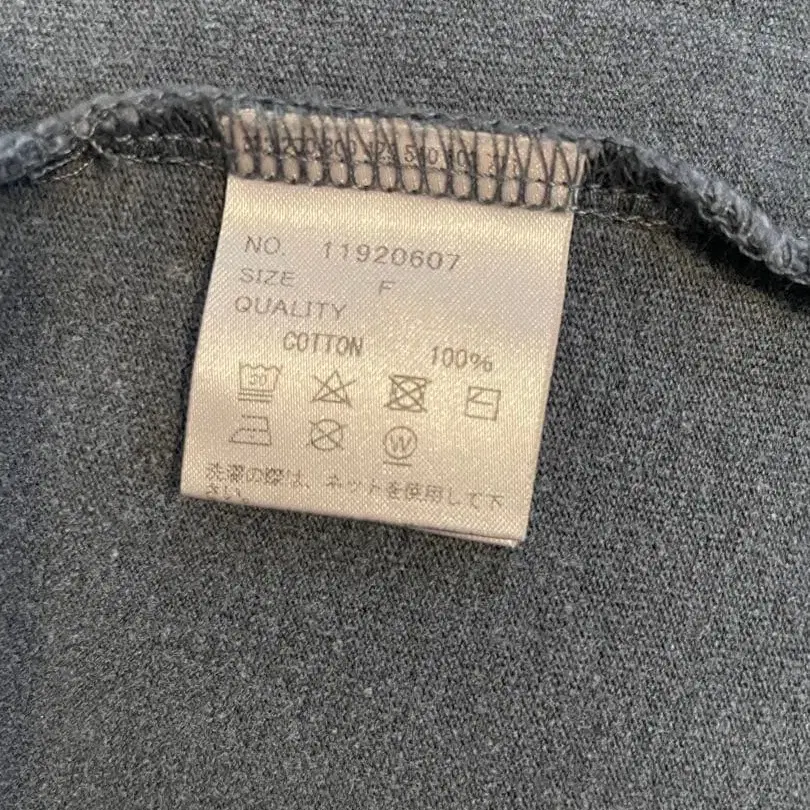 NO. 11920607
SIZE F
QUALITY
COTTON 100%
30
W
洗濯の際は、ネットを使用して下
さい。